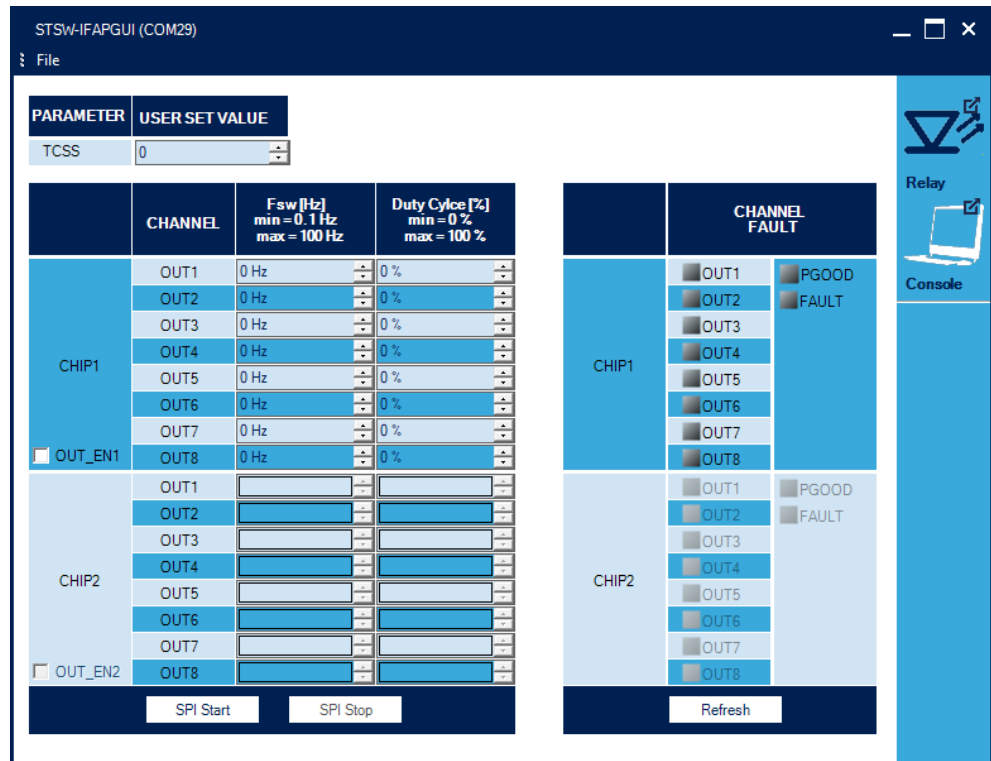 STSW-IFAPGUI (COM29)
File
PARAMETER USER SET VALUE
TCSS 0
CHANNEL
Fsw [Hz]
min = 0.1 Hz
max = 100 Hz
Duty Cylce [%]
min = 0 %
max = 100 %
CHIP1
OUT1 0 Hz 0 %
OUT2 0 Hz 0 %
OUT3 0 Hz 0 %
OUT4 0 Hz 0 %
OUT5 0 Hz 0 %
OUT6 0 Hz 0 %
OUT7 0 Hz 0 %
OUT_EN1 OUT8 0 Hz 0 %
CHIP2
OUT1
OUT2
OUT3
OUT4
OUT5
OUT6
OUT7
OUT_EN2 OUT8
SPI Start SPI Stop
CHANNEL
FAULT
CHIP1
OUT1 PGOOD
OUT2 FAULT
OUT3
OUT4
OUT5
OUT6
OUT7
OUT8
CHIP2
OUT1 PGOOD
OUT2 FAULT
OUT3
OUT4
OUT5
OUT6
OUT7
OUT8
Refresh
Relay
Console